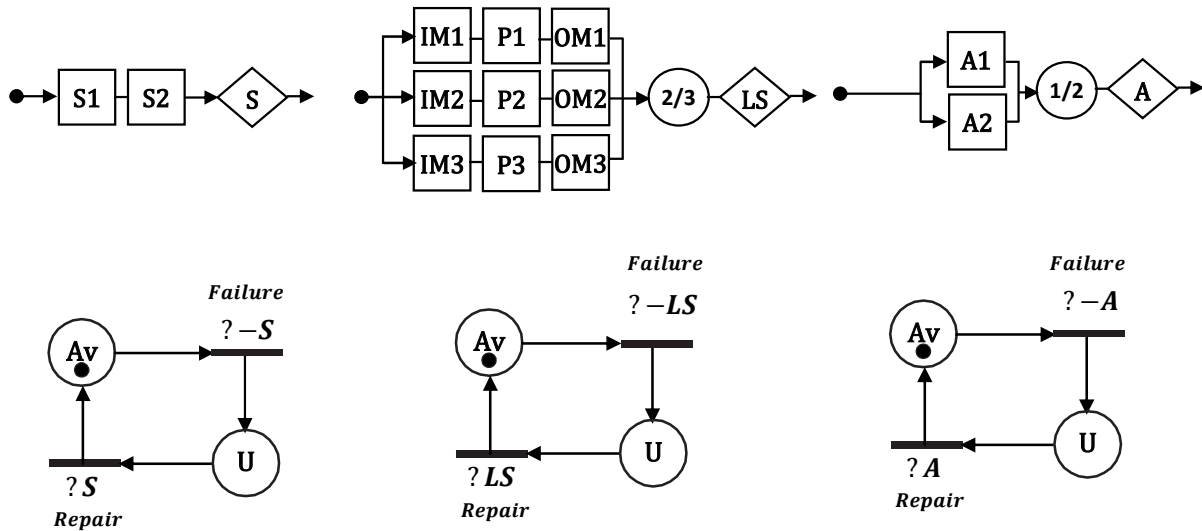 IM1 P1 OM1
S1 S2 S
IM2 P2 OM2 2/3 LS
IM3 P3 OM3
A1
A2
1/2 A
Failure
? −S
Av
U
? S
Repair
Failure
? −LS
Av
U
? LS
Repair
Failure
? −A
Av
U
? A
Repair